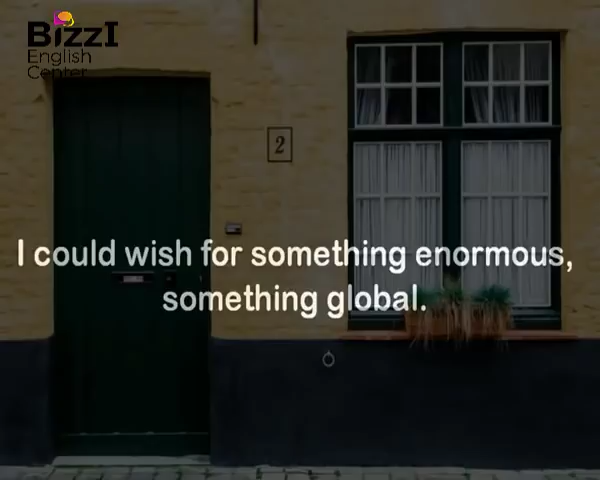 BizzI
English
Center
2
I could wish for something enormous,
something global.